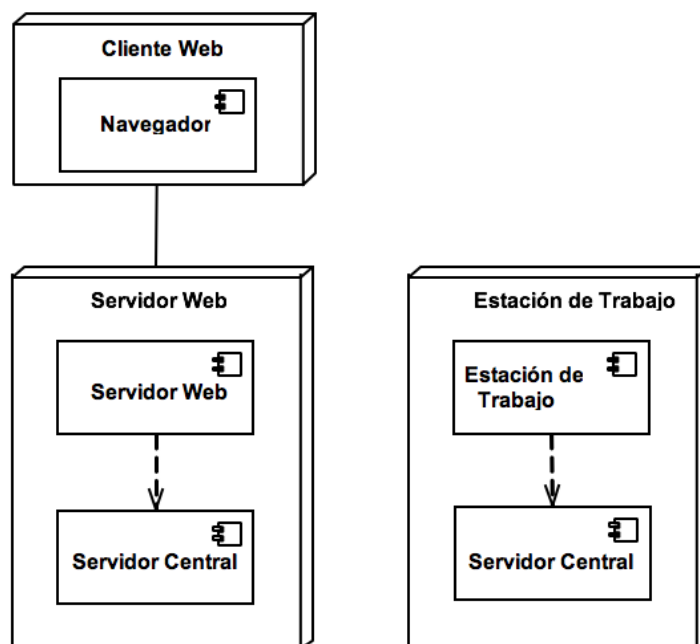 Cliente Web
Navegador
Servidor Web
Servidor Web
Servidor Central
Estación de Trabajo
Estación de
Trabajo
Servidor Central